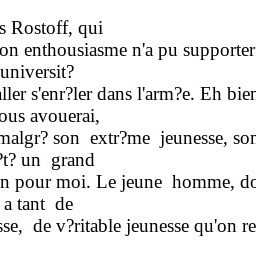 s Rostoff, qui
on enthousiasme n'a pu supporter
universit?
aller s'enr?ler dans l'arm?e. Eh bien
ous avouerai,
malgr? son extr?me jeunesse, son
?t? un grand
n pour moi. Le jeune homme, do
a tant de
sse, de v?ritable jeunesse qu'on re